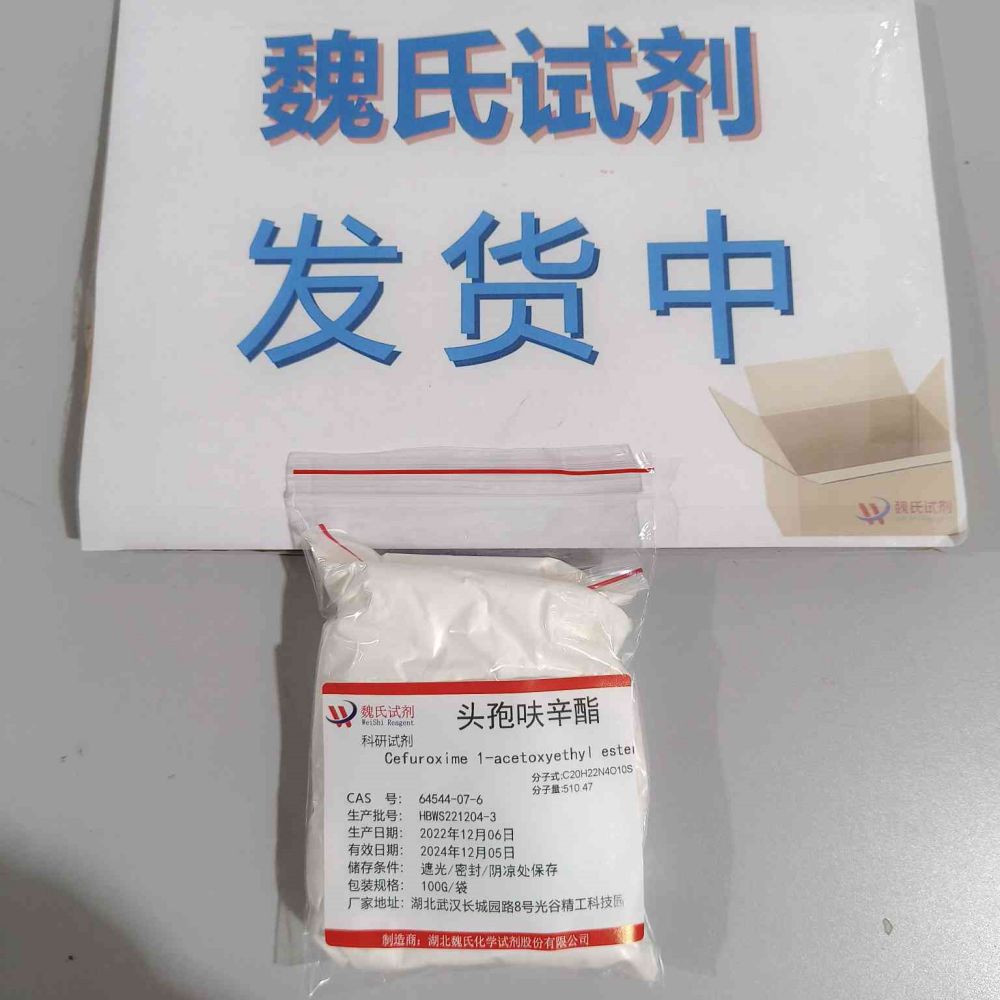 魏氏试剂
发货中
魏氏试剂
魏氏试剂
WeiShi Reagent
头孢呋辛酯
科研试剂
Cefuroxime 1-acetoxyethyl ester
分子式:C20H22N4O10S
分子量:510.47
CAS 号: 64544-07-6
生产批号: HBWS221204-3
生产日期: 2022年12月06日
有效日期: 2024年12月05日
储存条件: 遮光/密封/阴凉处保存
包装规格: 100G/袋
厂家地址: 湖北武汉长城园路8号光谷精工科技园
制造商: 湖北魏氏化学试剂股份有限公司